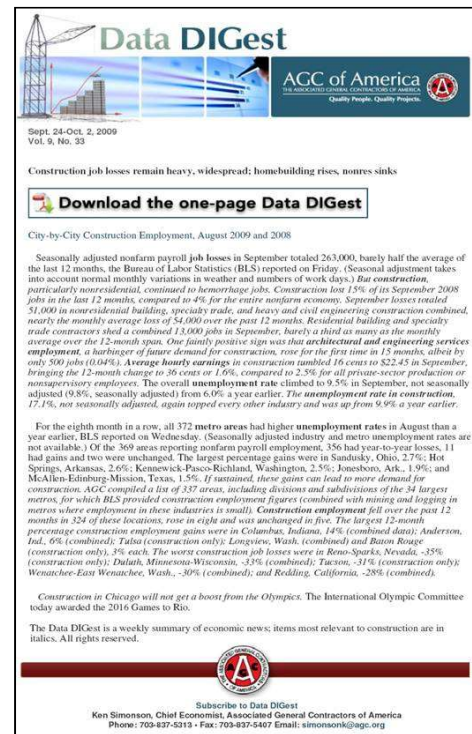 Data DIGest
AGC of America
THE ASSOCIATED GENERAL CONTRACTORS OF AMERICA
Quality People. Quality Projects.
Sept. 24-Oct. 2, 2009
Vol. 9, No. 33
Construction job losses remain heavy, widespread; homebuilding rises, nonres sinks
Download the one-page Data DIGest
City-by-City Construction Employment, August 2009 and 2008
Seasonally adjusted nonfarm payroll job losses in September totaled 263,000, barely half the average of
the last 12 months, the Bureau of Labor Statistics (BLS) reported on Friday. (Seasonal adjustment takes
into account normal monthly variations in weather and numbers of work days.) But construction,
particularly nonresidential, continued to hemorrhage jobs. Construction lost 15% of its September 2008
jobs in the last 12 months, compared to 4% for the entire nonfarm economy. September losses totaled
51,000 in nonresidential building, specialty trade, and heavy and civil engineering construction combined,
nearly the monthly average loss of 54,000 over the past 12 months. Residential building and specialty
trade contractors shed a combined 13,000 jobs in September, barely a third as many as the monthly
average over the 12-month span. One faintly positive sign was that architectural and engineering services
employment, a harbinger of future demand for construction, rose for the first time in 15 months, albeit by
only 500 jobs (0.04%). Average hourly earnings in construction tumbled 16 cents to $22.45 in September,
bringing the 12-month change to 36 cents or 1.6%, compared to 2.5% for all private-sector production or
nonsupervisory employees. The overall unemployment rate climbed to 9.5% in September, not seasonally
adjusted (9.8%, seasonally adjusted) from 6.0% a year earlier. The unemployment rate in construction,
17.1%, not seasonally adjusted, again topped every other industry and was up from 9.9% a year earlier.
For the eighth month in a row, all 372 metro areas had higher unemployment rates in August than a
year earlier, BLS reported on Wednesday. (Seasonally adjusted industry and metro unemployment rates are
not available.) Of the 369 areas reporting nonfarm payroll employment, 356 had year-to-year losses, 11
had gains and two were unchanged. The largest percentage gains were in Sandusky, Ohio, 2.7%; Hot
Springs, Arkansas, 2.6%; Kennewick-Pasco-Richland, Washington, 2.5%; Jonesboro, Ark., 1.9%; and
McAllen-Edinburg-Mission, Texas, 1.5%. If sustained, these gains can lead to more demand for
construction. AGC compiled a list of 337 areas, including divisions and subdivisions of the 34 largest
metros, for which BLS provided construction employment figures (combined with mining and logging in
metros where employment in these industries is small). Construction employment fell over the past 12
months in 324 of these locations, rose in eight and was unchanged in five. The largest 12-month
percentage construction employment gains were in Columbus, Indiana, 14% (combined data); Anderson,
Ind., 6% (combined); Tulsa (construction only); Longview, Wash. (combined) and Baton Rouge
(construction only), 3% each. The worst construction job losses were in Reno-Sparks, Nevada, -35%
(construction only); Duluth, Minnesota-Wisconsin, -33% (combined); Tucson, -31% (construction only);
Wenatchee-East Wenatchee, Wash., -30% (combined); and Redding, California, -28% (combined).
Construction in Chicago will not get a boost from the Olympics. The International Olympic Committee
today awarded the 2016 Games to Rio.
The Data DIGest is a weekly summary of economic news; items most relevant to construction are in
italics. All rights reserved.
AGC
Subscribe to Data DIGest
Ken Simonson, Chief Economist, Associated General Contractors of America
Phone: 703-837-5313 • Fax: 703-837-5407 Email: simonsonk@agc.org